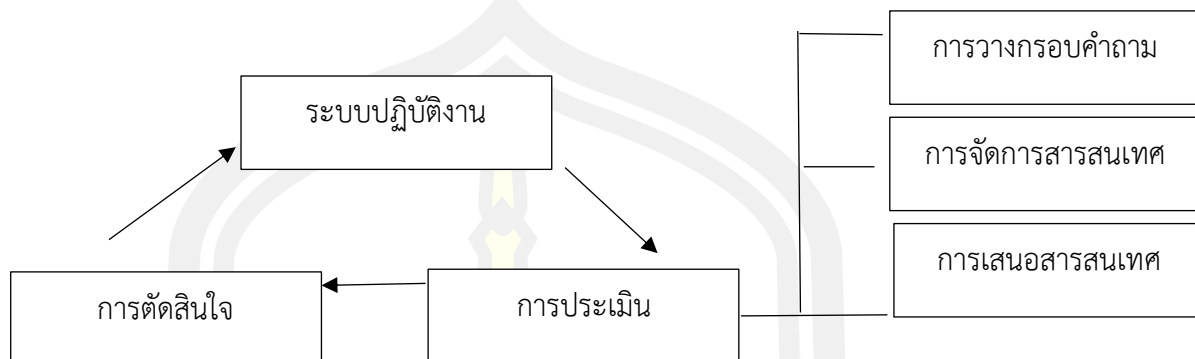 การวางกรอบคำถาม
ระบบปฏิบัติงาน
การจัดการสารสนเทศ
การเสนอสารสนเทศ
การตัดสินใจ
การประเมิน